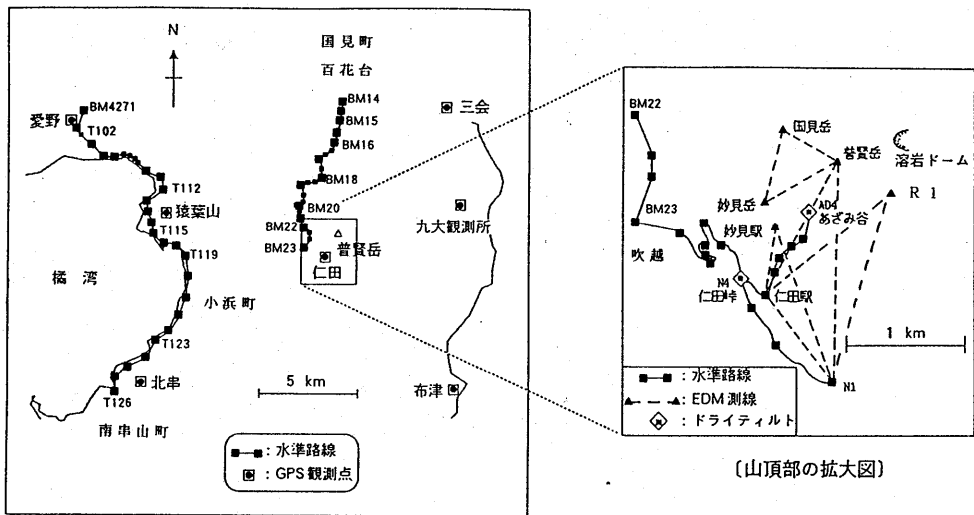 N
国見町
百花台
BM4271
愛野
T102
T112
猿葉山
T115
T119
橘湾
小浜町
T123
北串
T126
南串山町
BM14
BM15
BM16
BM18
BM20
BM22
BM23
普賢岳
仁田
三会
九大観測所
布津
5 km
：水準路線
：GPS観測点
BM22
BM23
吹越
国見岳
普賢岳
溶岩ドーム
R 1
妙見岳
AD4
あざみ谷
妙見駅
N4
仁田峠
仁田駅
1 km
N1
：水準路線
：EDM測線
：ドライティルト
〔山頂部の拡大図〕